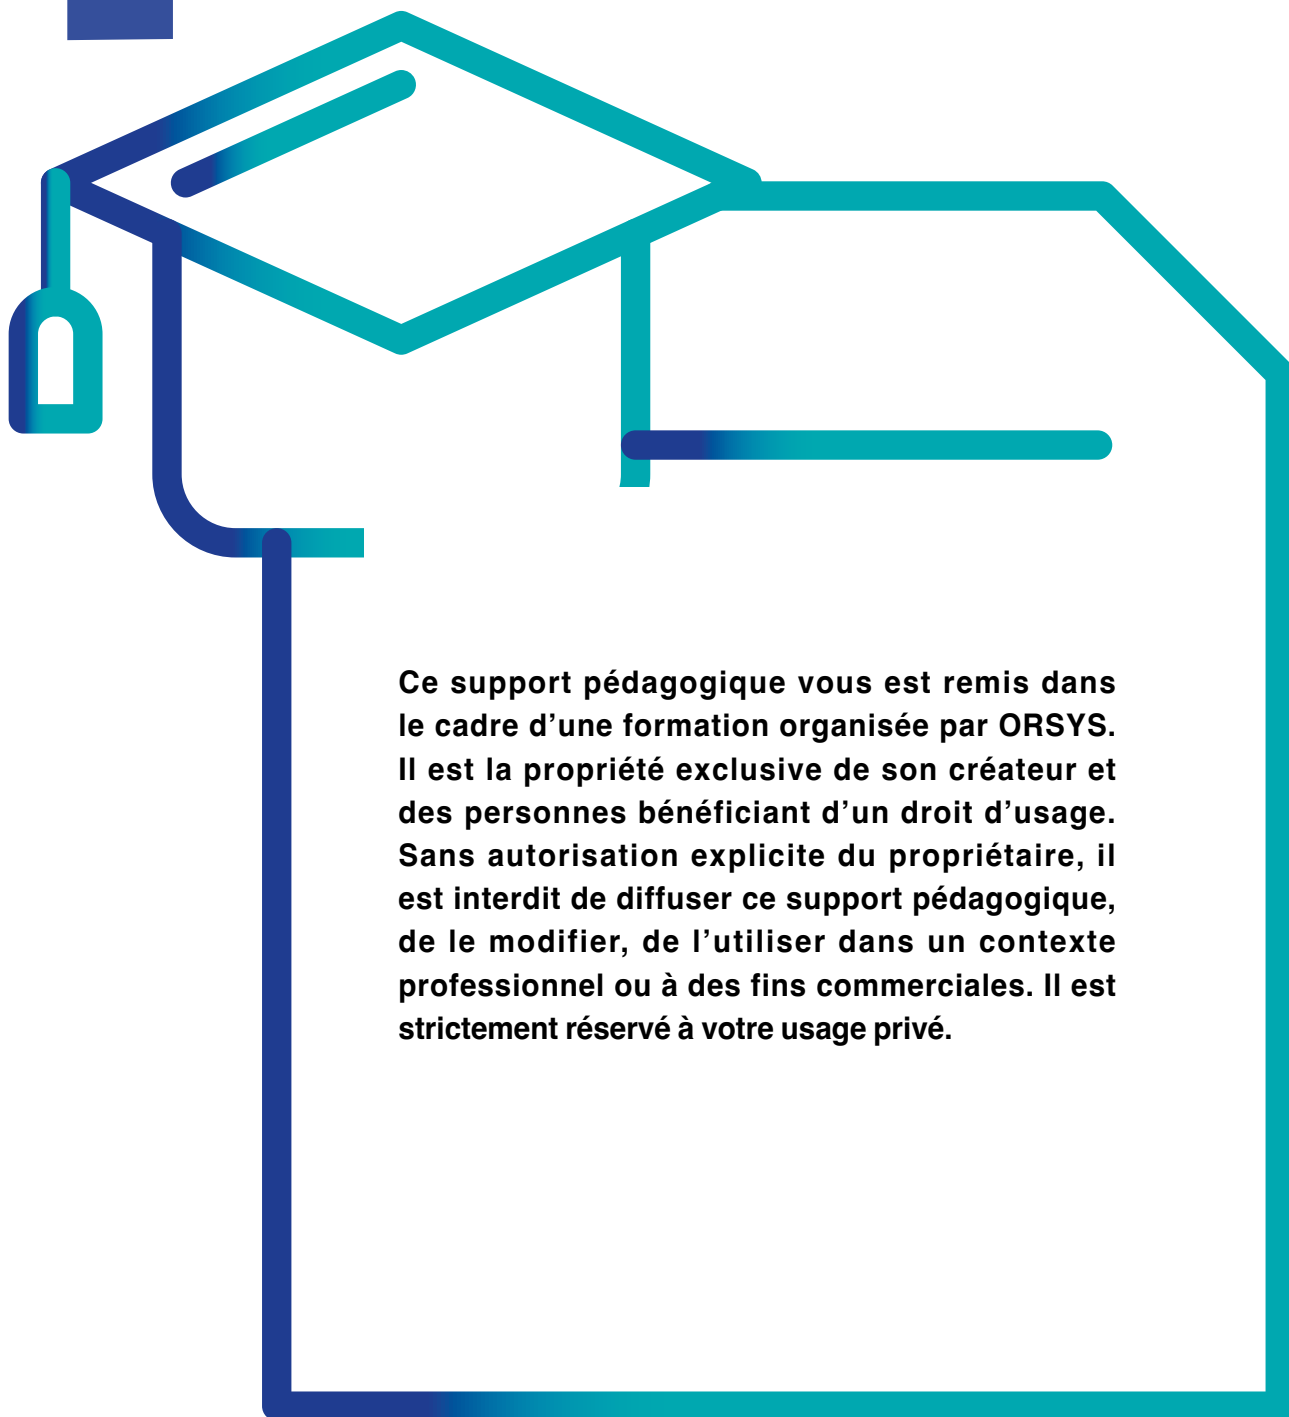 Ce support pédagogique vous est remis dans
le cadre d’une formation organisée par ORSYS.
Il est la propriété exclusive de son créateur et
des personnes bénéficiant d’un droit d’usage.
Sans autorisation explicite du propriétaire, il
est interdit de diffuser ce support pédagogique,
de le modifier, de l’utiliser dans un contexte
professionnel ou à des fins commerciales. Il est
strictement réservé à votre usage privé.